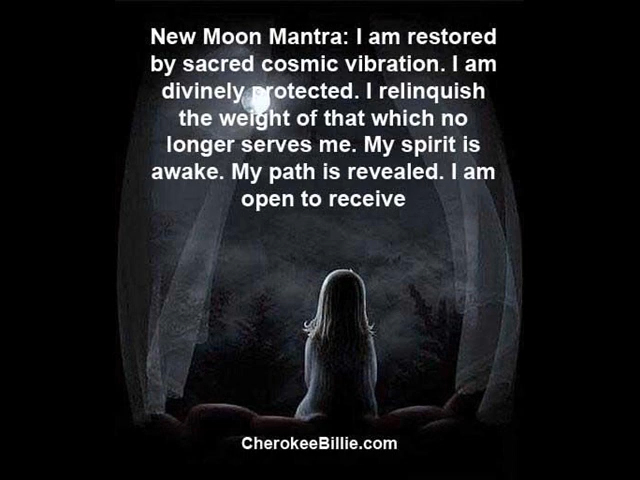 New Moon Mantra: I am restored
by sacred cosmic vibration. I am
divinely protected. I relinquish
the weight of that which no
longer serves me. My spirit is
awake. My path is revealed. I am
open to receive
CherokeeBillie.com